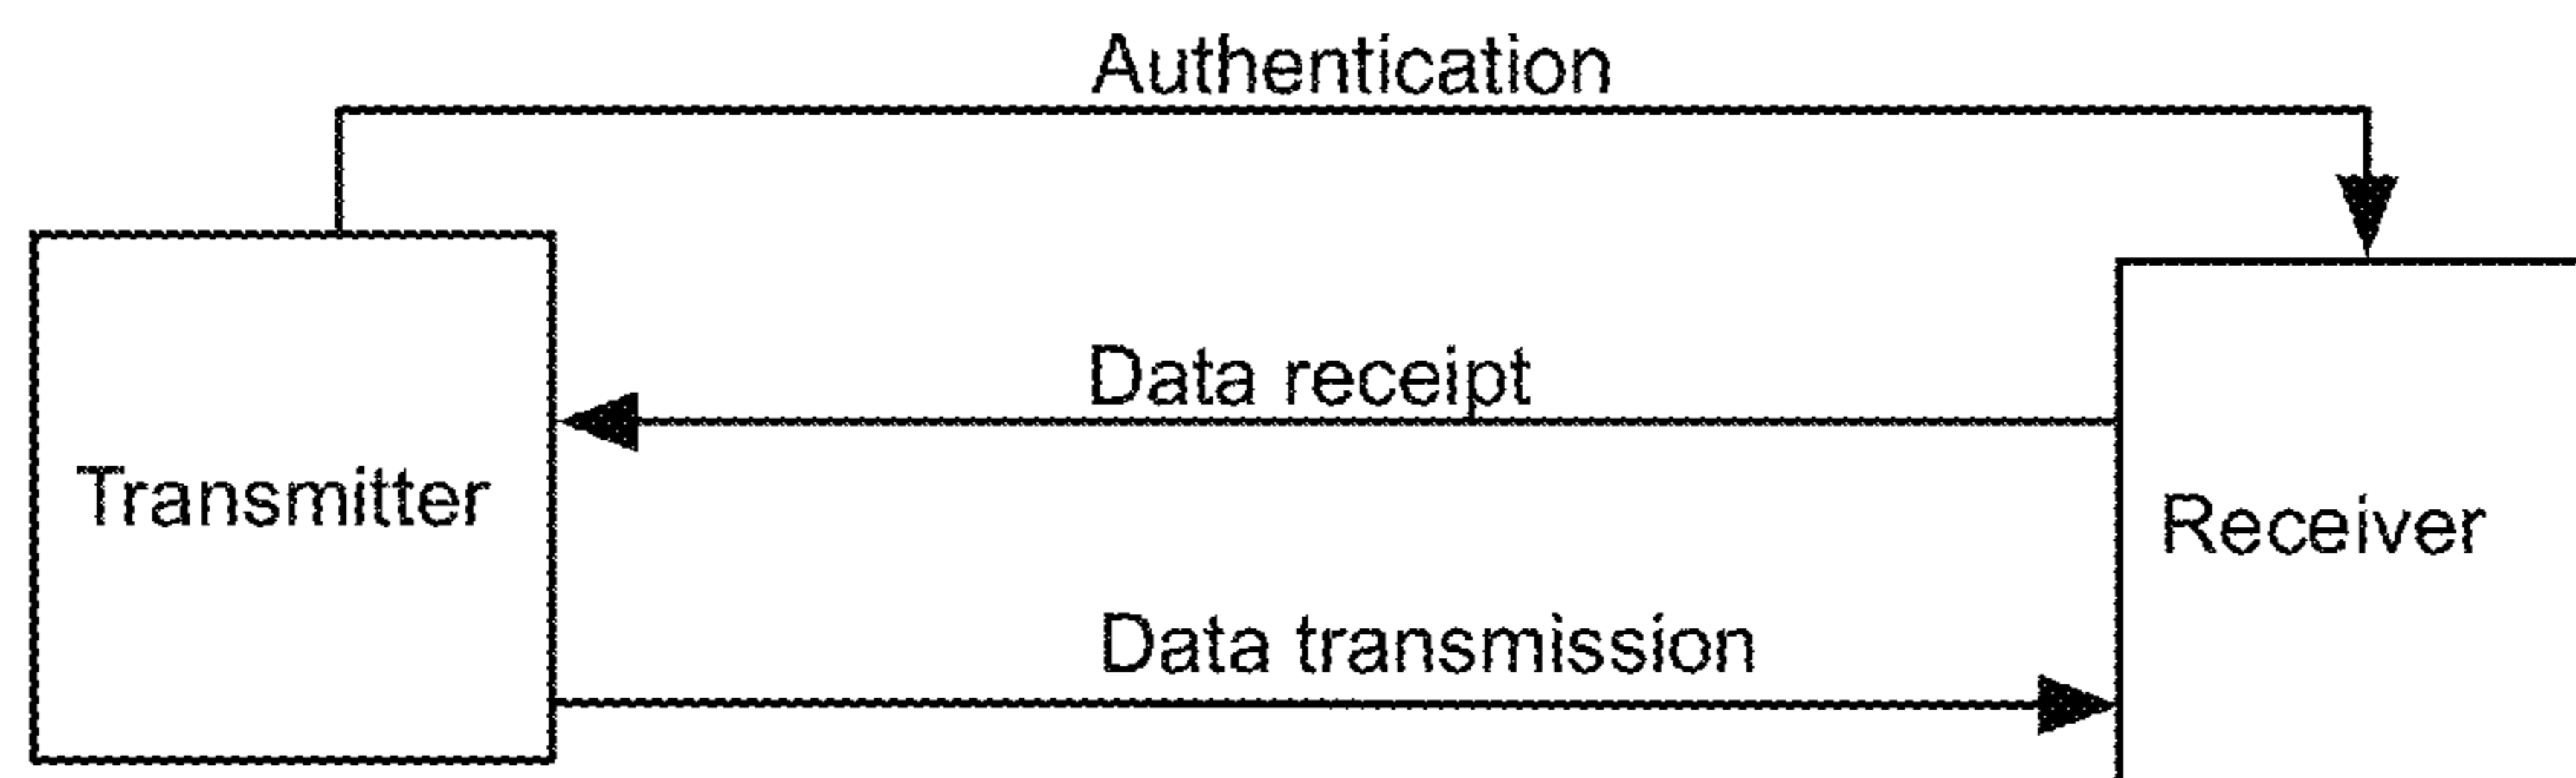 Authentication
Data receipt
Transmitter
Receiver
Data transmission